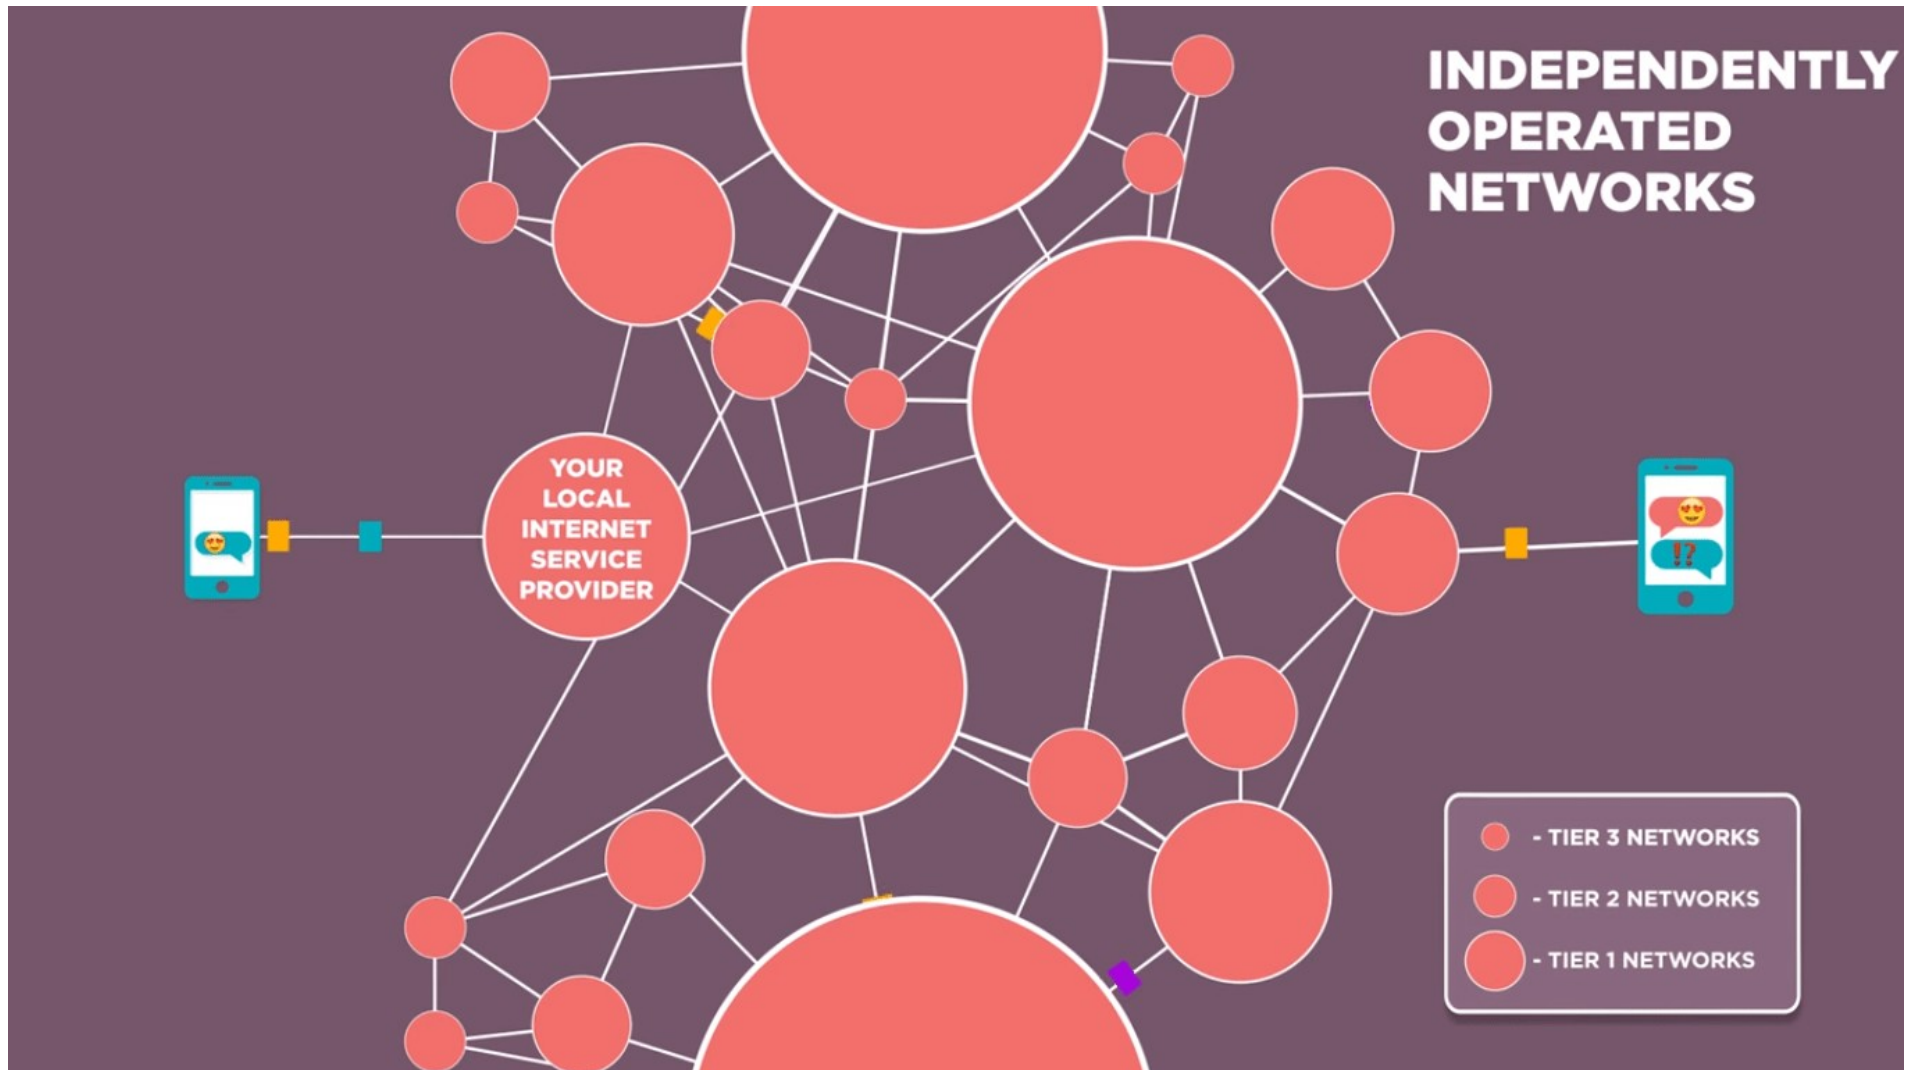 INDEPENDENTLY
OPERATED
NETWORKS
YOUR
LOCAL
INTERNET
SERVICE
PROVIDER
!?
- TIER 3 NETWORKS
- TIER 2 NETWORKS
- TIER 1 NETWORKS